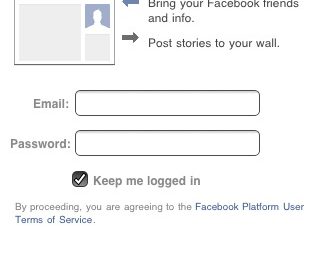 Bring your Facebook friends
and info.
Post stories to your wall.
Email:
Password:
Keep me logged in
By proceeding, you are agreeing to the Facebook Platform User
Terms of Service.